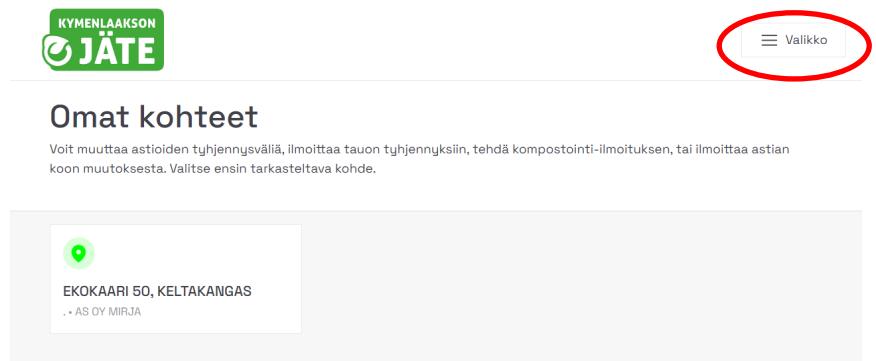 KYMENLAAKSON
JÄTE
Valikko
Omat kohteet
Voit muuttaa astioiden tyhjennysväliä, ilmoittaa tauon tyhjennyksiin, tehdä kompostointi-ilmoituksen, tai ilmoittaa astian
koon muutoksesta. Valitse ensin tarkasteltava kohde.
EKOKAARI 50, KELTAKANGAS
. • AS OY MIRJA